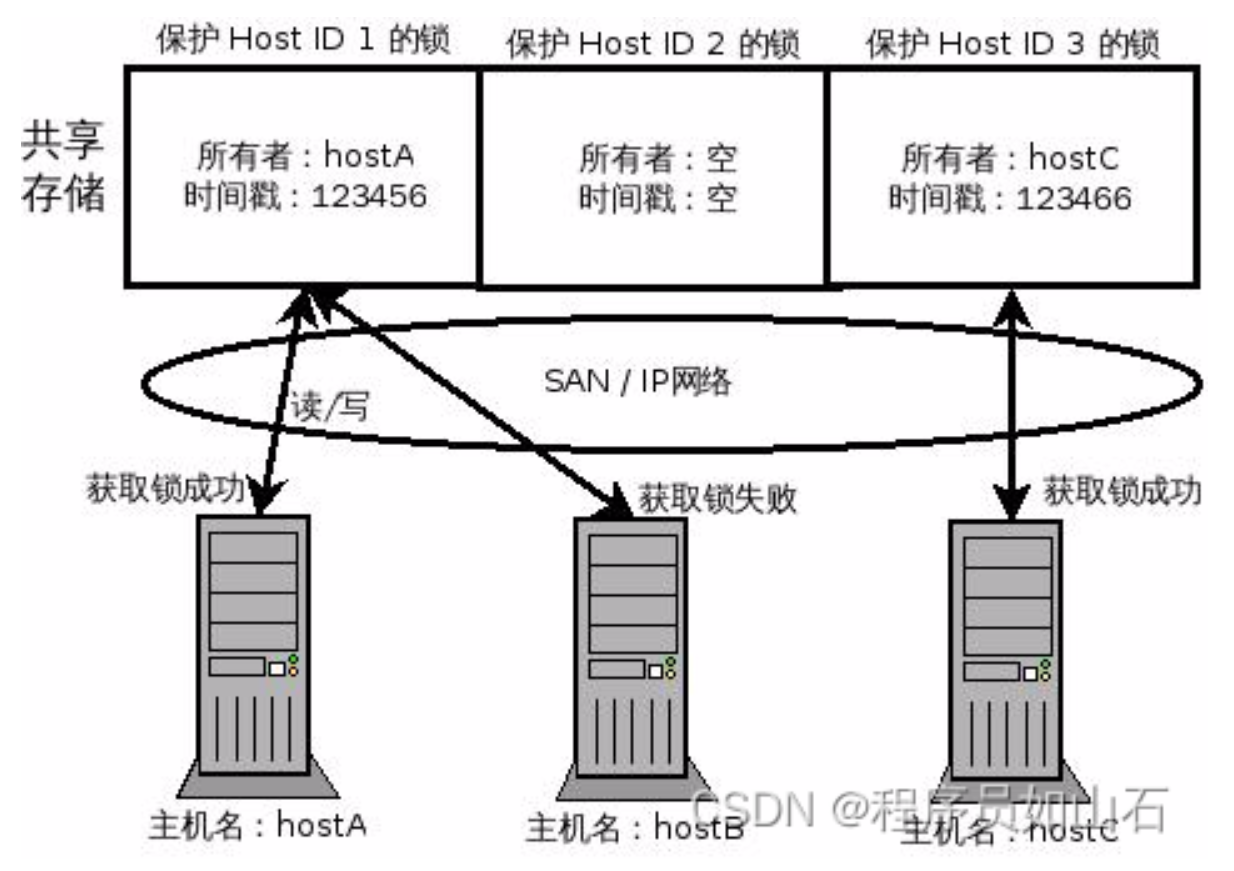 保护 Host ID 1 的锁
保护 Host ID 2 的锁
保护 Host ID 3 的锁
共享
存储
所有者：hostA
时间戳：123456
所有者：空
时间戳：空
所有者：hostC
时间戳：123466
SAN / IP网络
读/写
获取锁成功
获取锁失败
获取锁成功
主机名：hostA
主机名：hostB
主机名：hostC
CSDN @程序员如山石